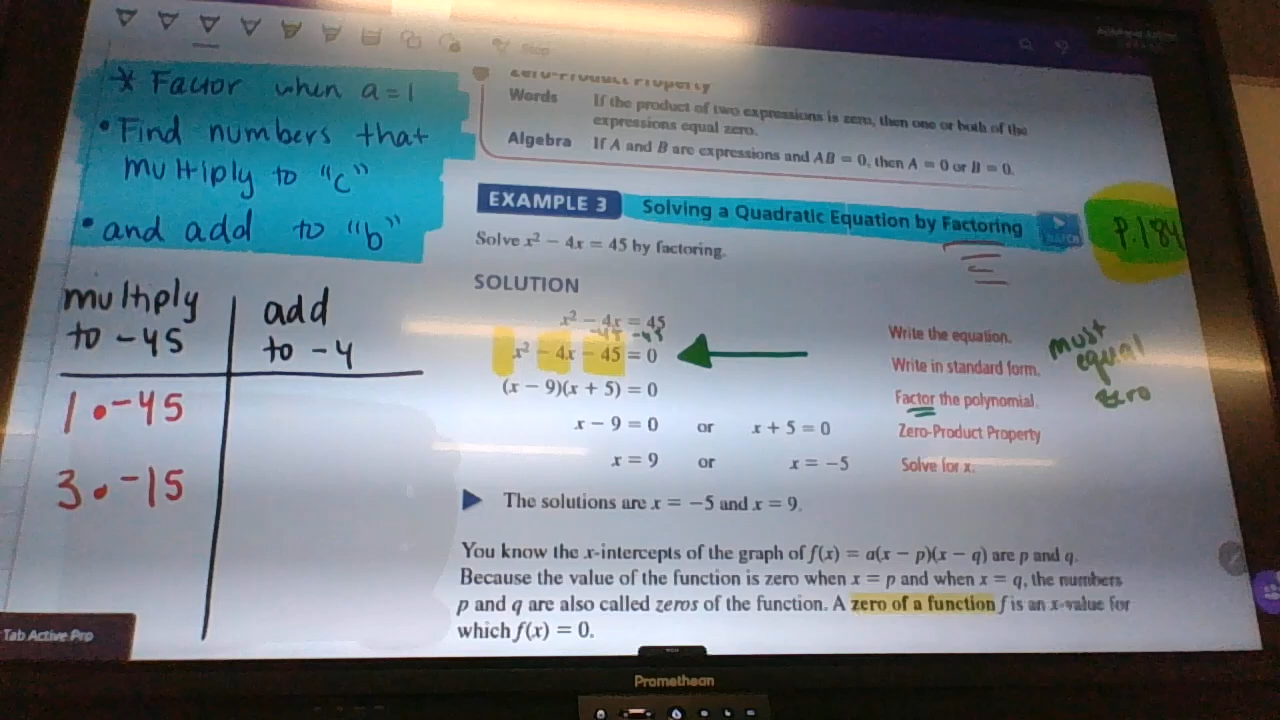 Stop
* Factor when a=1
• Find numbers that
multiply to "c"
• and add to "b"
multiply
to -45
add
to -4
1•-45
3•-15
Zero-Product Property
Words If the product of two expressions is zero, then one or both of the
expressions equal zero.
Algebra If A and B are expressions and AB = 0, then A = 0 or B = 0.
EXAMPLE 3 Solving a Quadratic Equation by Factoring
WATCH
P.184
Solve x² − 4x = 45 by factoring.
SOLUTION
x² − 4x = 45 Write the equation.
-45 -45
x² − 4x − 45 = 0 Write in standard form.
must
equal
zero
(x − 9)(x + 5) = 0 Factor the polynomial.
x − 9 = 0 or x + 5 = 0 Zero-Product Property
x = 9 or x = −5 Solve for x.
The solutions are x = −5 and x = 9.
You know the x-intercepts of the graph of f(x) = a(x − p)(x − q) are p and q.
Because the value of the function is zero when x = p and when x = q, the numbers
p and q are also called zeros of the function. A zero of a function f is an x-value for
which f(x) = 0.
Tab Active Pro
Promethean